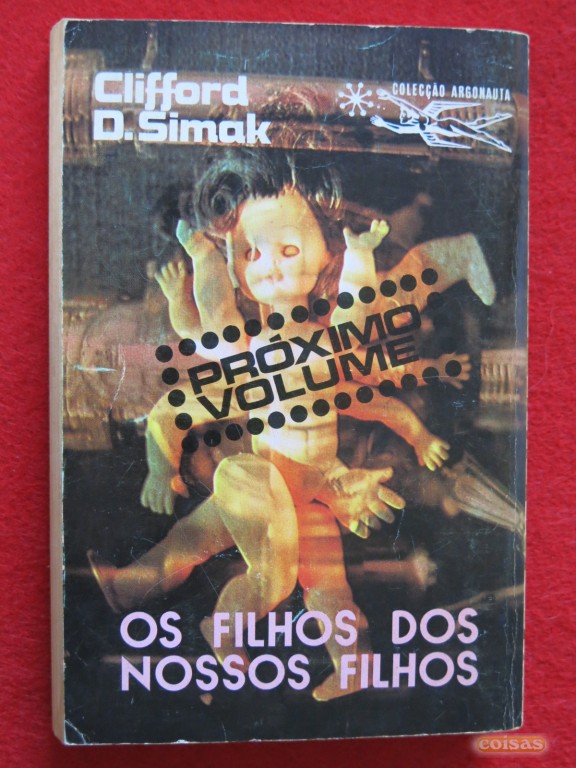 Clifford
D. Simak
COLECÇÃO ARGONAUTA
PRÓXIMO
VOLUME
OS FILHOS DOS
NOSSOS FILHOS
coisas